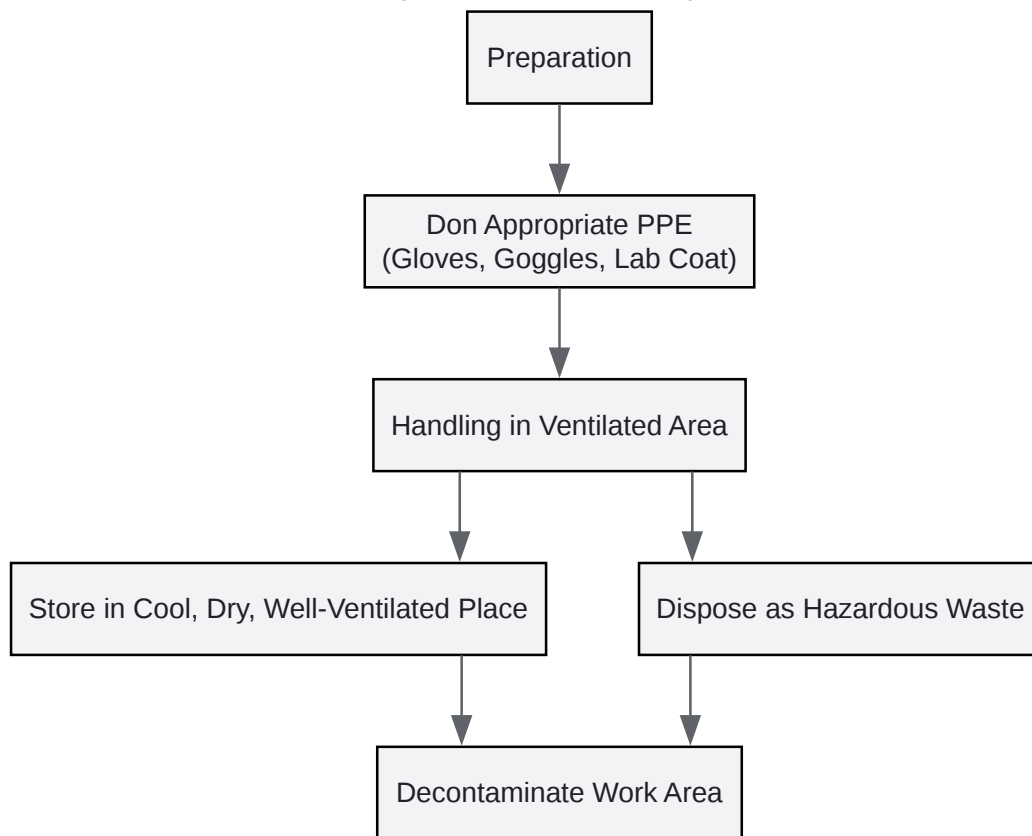 Preparation
Don Appropriate PPE
(Gloves, Goggles, Lab Coat)
Handling in Ventilated Area
Store in Cool, Dry, Well-Ventilated Place
Dispose as Hazardous Waste
Decontaminate Work Area